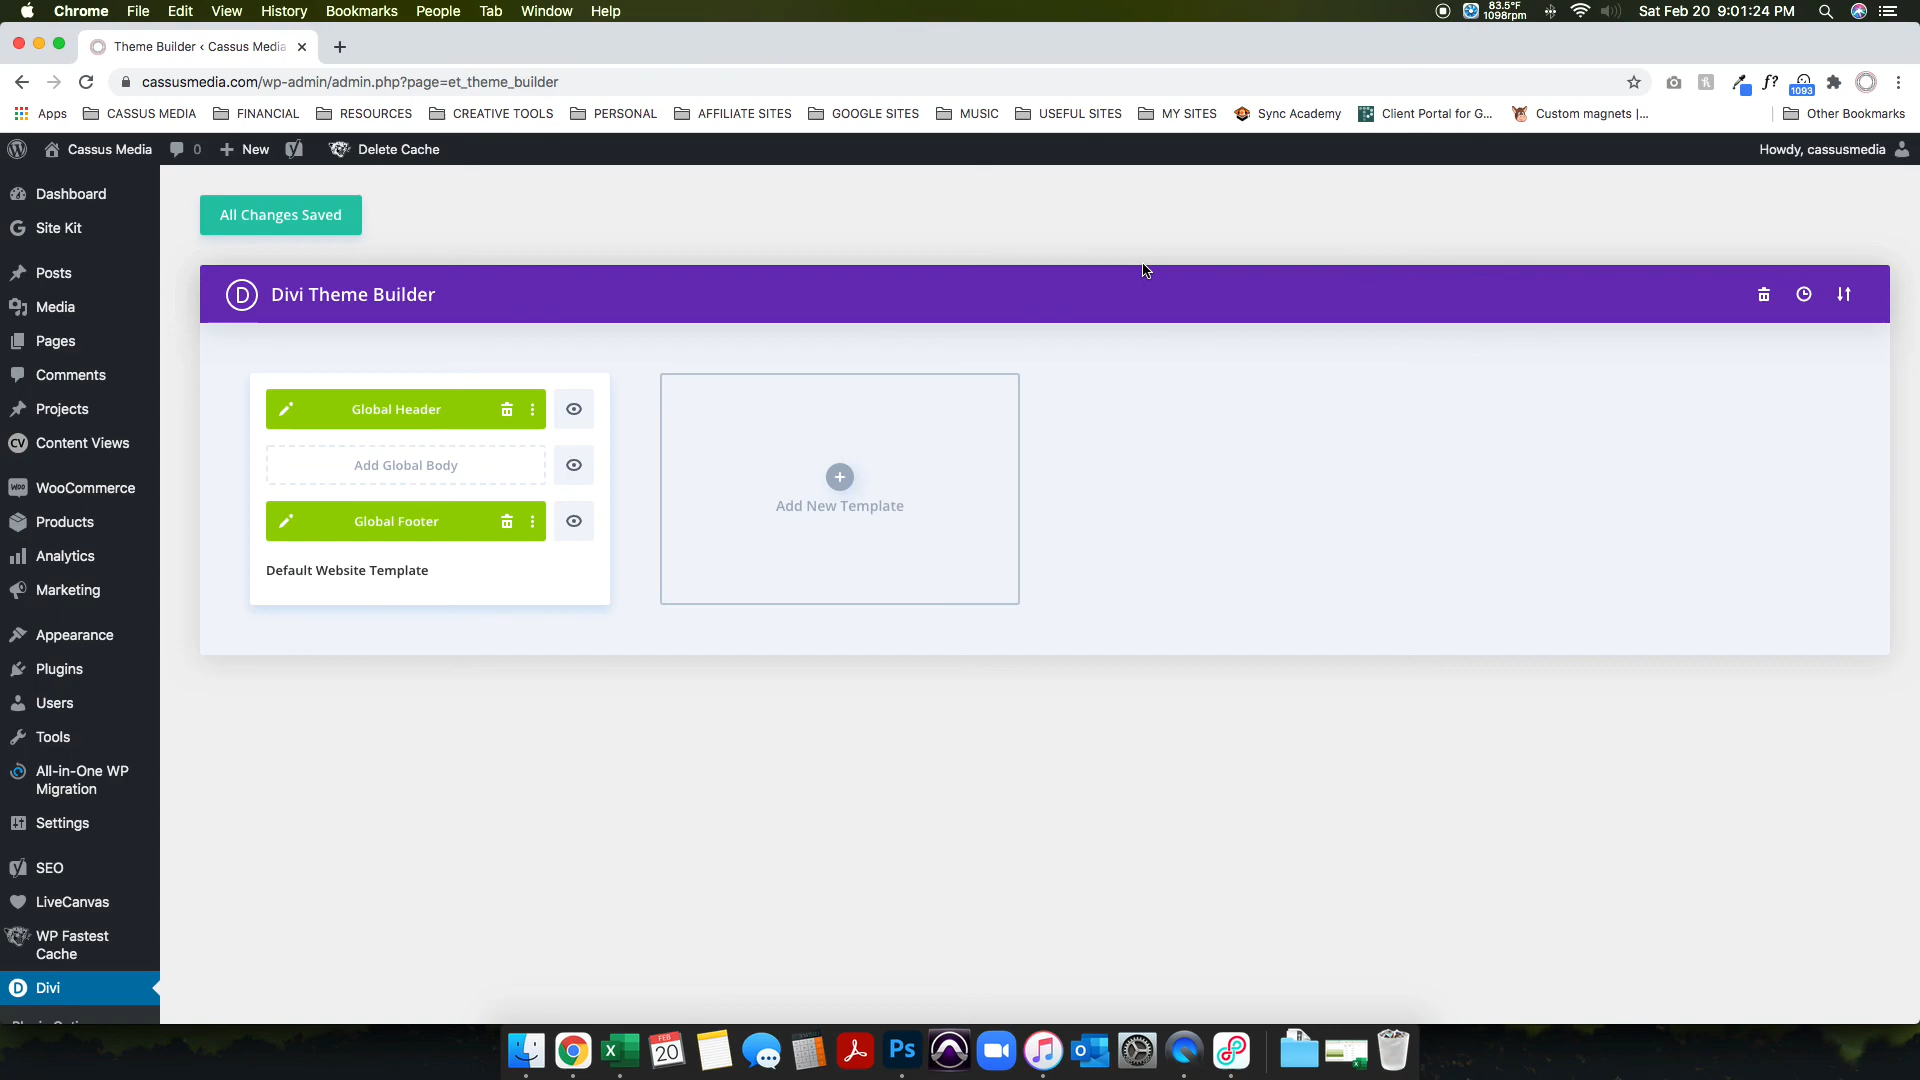 Chrome File Edit View History Bookmarks People Tab Window Help
83.5°F
1098rpm
Sat Feb 20 9:01:24 PM
Theme Builder ‹ Cassus Media
cassusmedia.com/wp-admin/admin.php?page=et_theme_builder
f?
1093
Apps CASSUS MEDIA FINANCIAL RESOURCES CREATIVE TOOLS PERSONAL AFFILIATE SITES GOOGLE SITES MUSIC USEFUL SITES MY SITES Sync Academy Client Portal for G... Custom magnets |... Other Bookmarks
Cassus Media 0 New Delete Cache Howdy, cassusmedia
Dashboard
Site Kit
Posts
Media
Pages
Comments
Projects
Content Views
WooCommerce
Products
Analytics
Marketing
Appearance
Plugins
Users
Tools
All-in-One WP
Migration
Settings
SEO
LiveCanvas
WP Fastest
Cache
Divi
All Changes Saved
Divi Theme Builder
Global Header
Add Global Body
Global Footer
Default Website Template
Add New Template
FEB
20
Ps